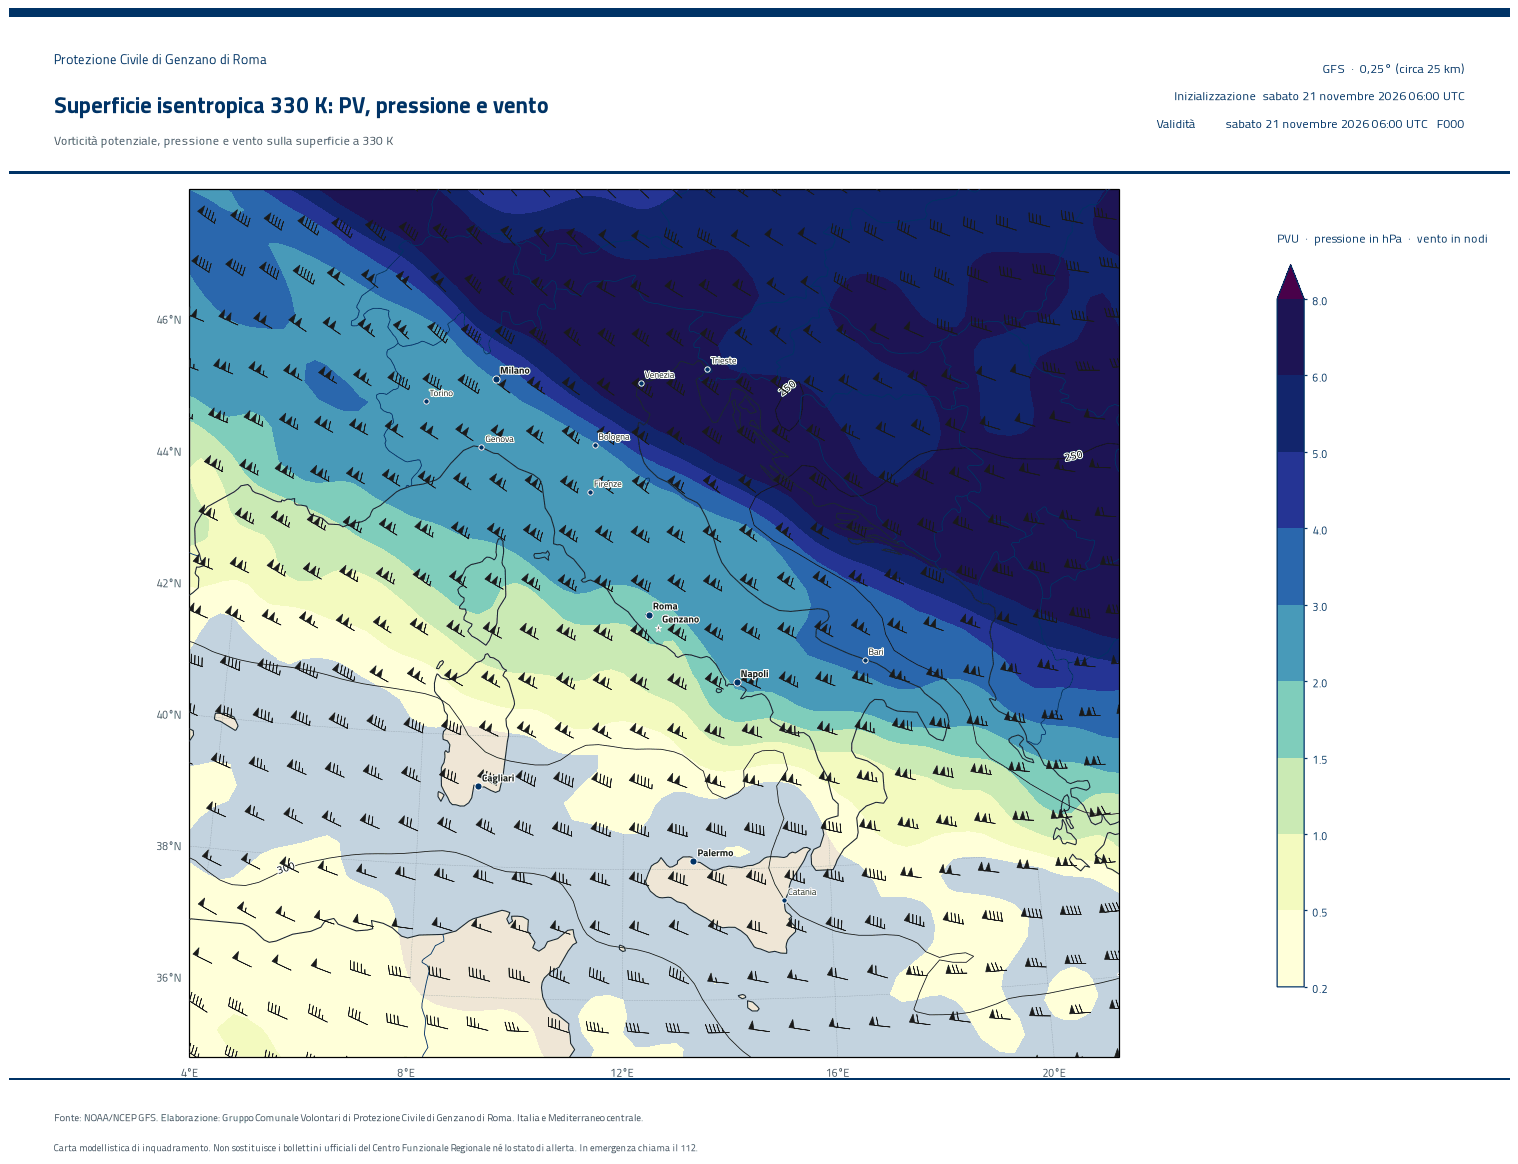 Protezione Civile di Genzano di Roma
Superficie isentropica 330 K: PV, pressione e vento
Vorticità potenziale, pressione e vento sulla superficie a 330 K
GFS · 0,25° (circa 25 km)
Inizializzazione sabato 21 novembre 2026 06:00 UTC
Validità sabato 21 novembre 2026 06:00 UTC F000
PVU · pressione in hPa · vento in nodi
8.0
6.0
5.0
4.0
3.0
2.0
1.5
1.0
0.5
0.2
46°N
44°N
42°N
40°N
38°N
36°N
4°E
8°E
12°E
16°E
20°E
Trieste
Milano
Venezia
Torino
250
Genova
Bologna
250
Firenze
Roma
Genzano
Bari
Napoli
Cagliari
Palermo
300
Catania
Fonte: NOAA/NCEP GFS. Elaborazione: Gruppo Comunale Volontari di Protezione Civile di Genzano di Roma. Italia e Mediterraneo centrale.
Carta modellistica di inquadramento. Non sostituisce i bollettini ufficiali del Centro Funzionale Regionale né lo stato di allerta. In emergenza chiama il 112.